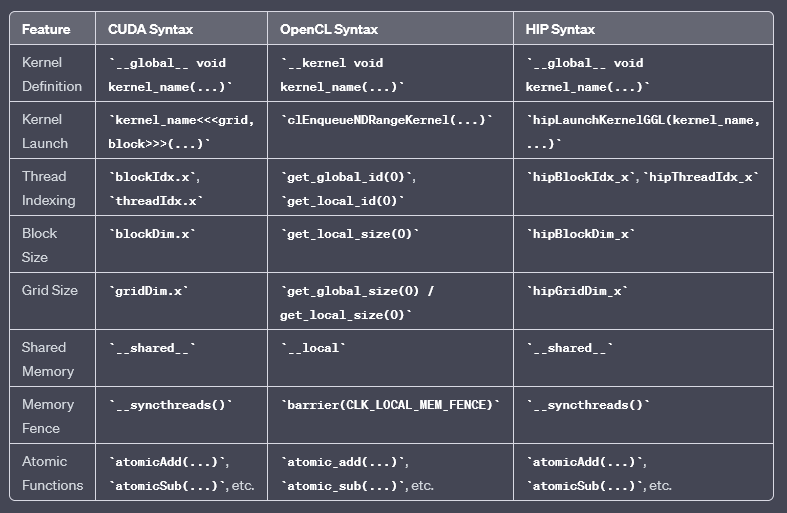 Feature CUDA Syntax OpenCL Syntax HIP Syntax
Kernel `__global__ void `__kernel void `__global__ void
Definition kernel_name(...)` kernel_name(...)` kernel_name(...)`
Kernel `kernel_name<<<grid, `clEnqueueNDRangeKernel(...)` `hipLaunchKernelGGL(kernel_name,
Launch block>>>(...)` ...)`
Thread `blockIdx.x`, `get_global_id(0)`, `hipBlockIdx_x`, `hipThreadIdx_x`
Indexing `threadIdx.x` `get_local_id(0)`
Block `blockDim.x` `get_local_size(0)` `hipBlockDim_x`
Size
Grid Size `gridDim.x` `get_global_size(0) / `hipGridDim_x`
get_local_size(0)`
Shared `__shared__` `__local` `__shared__`
Memory
Memory `__syncthreads()` `barrier(CLK_LOCAL_MEM_FENCE)` `__syncthreads()`
Fence
Atomic `atomicAdd(...)`, `atomic_add(...)`, `atomicAdd(...)`,
Functions `atomicSub(...)`, etc. `atomic_sub(...)`, etc. `atomicSub(...)`, etc.